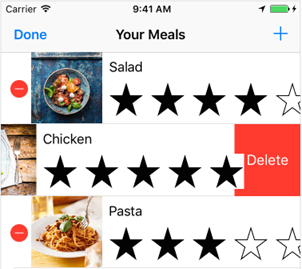 Carrier 9:41 AM
Done Your Meals +
Salad
Chicken
Delete
Pasta